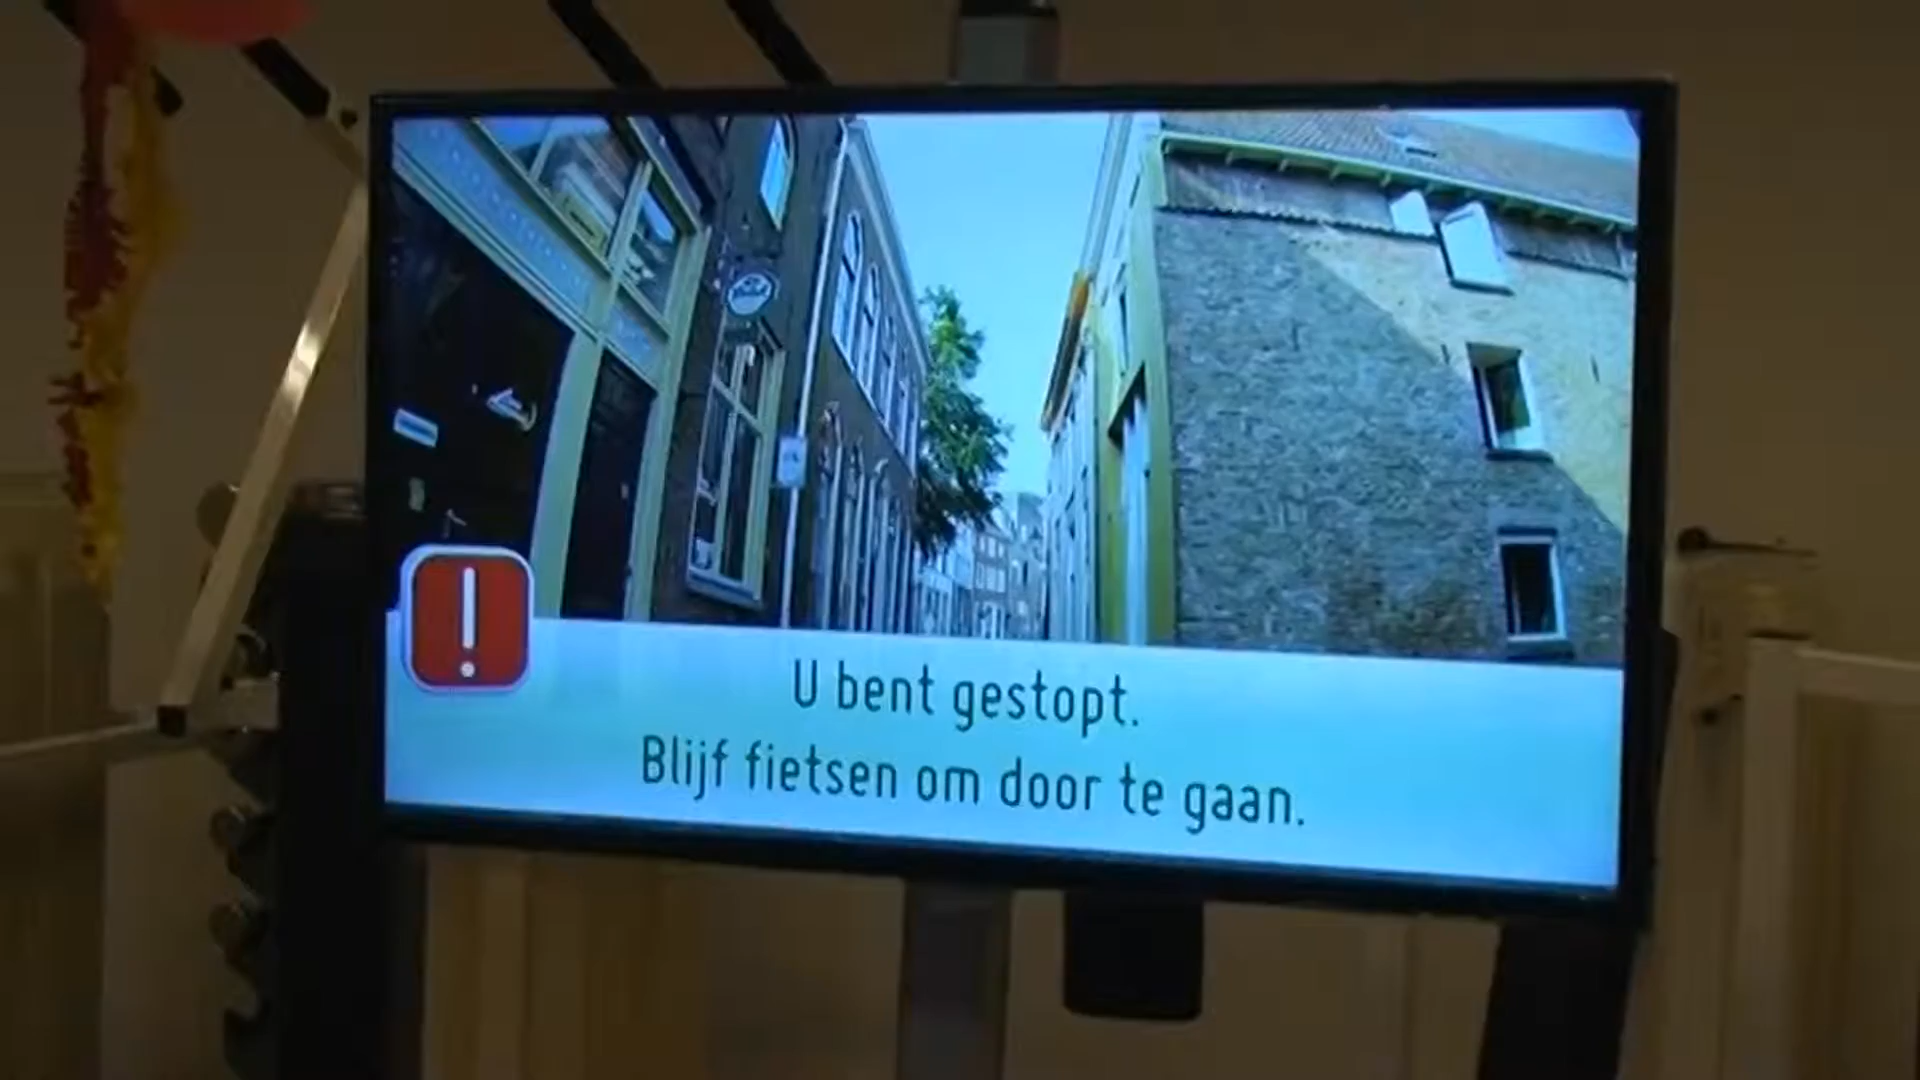 U bent gestopt.
Blijf fietsen om door te gaan.